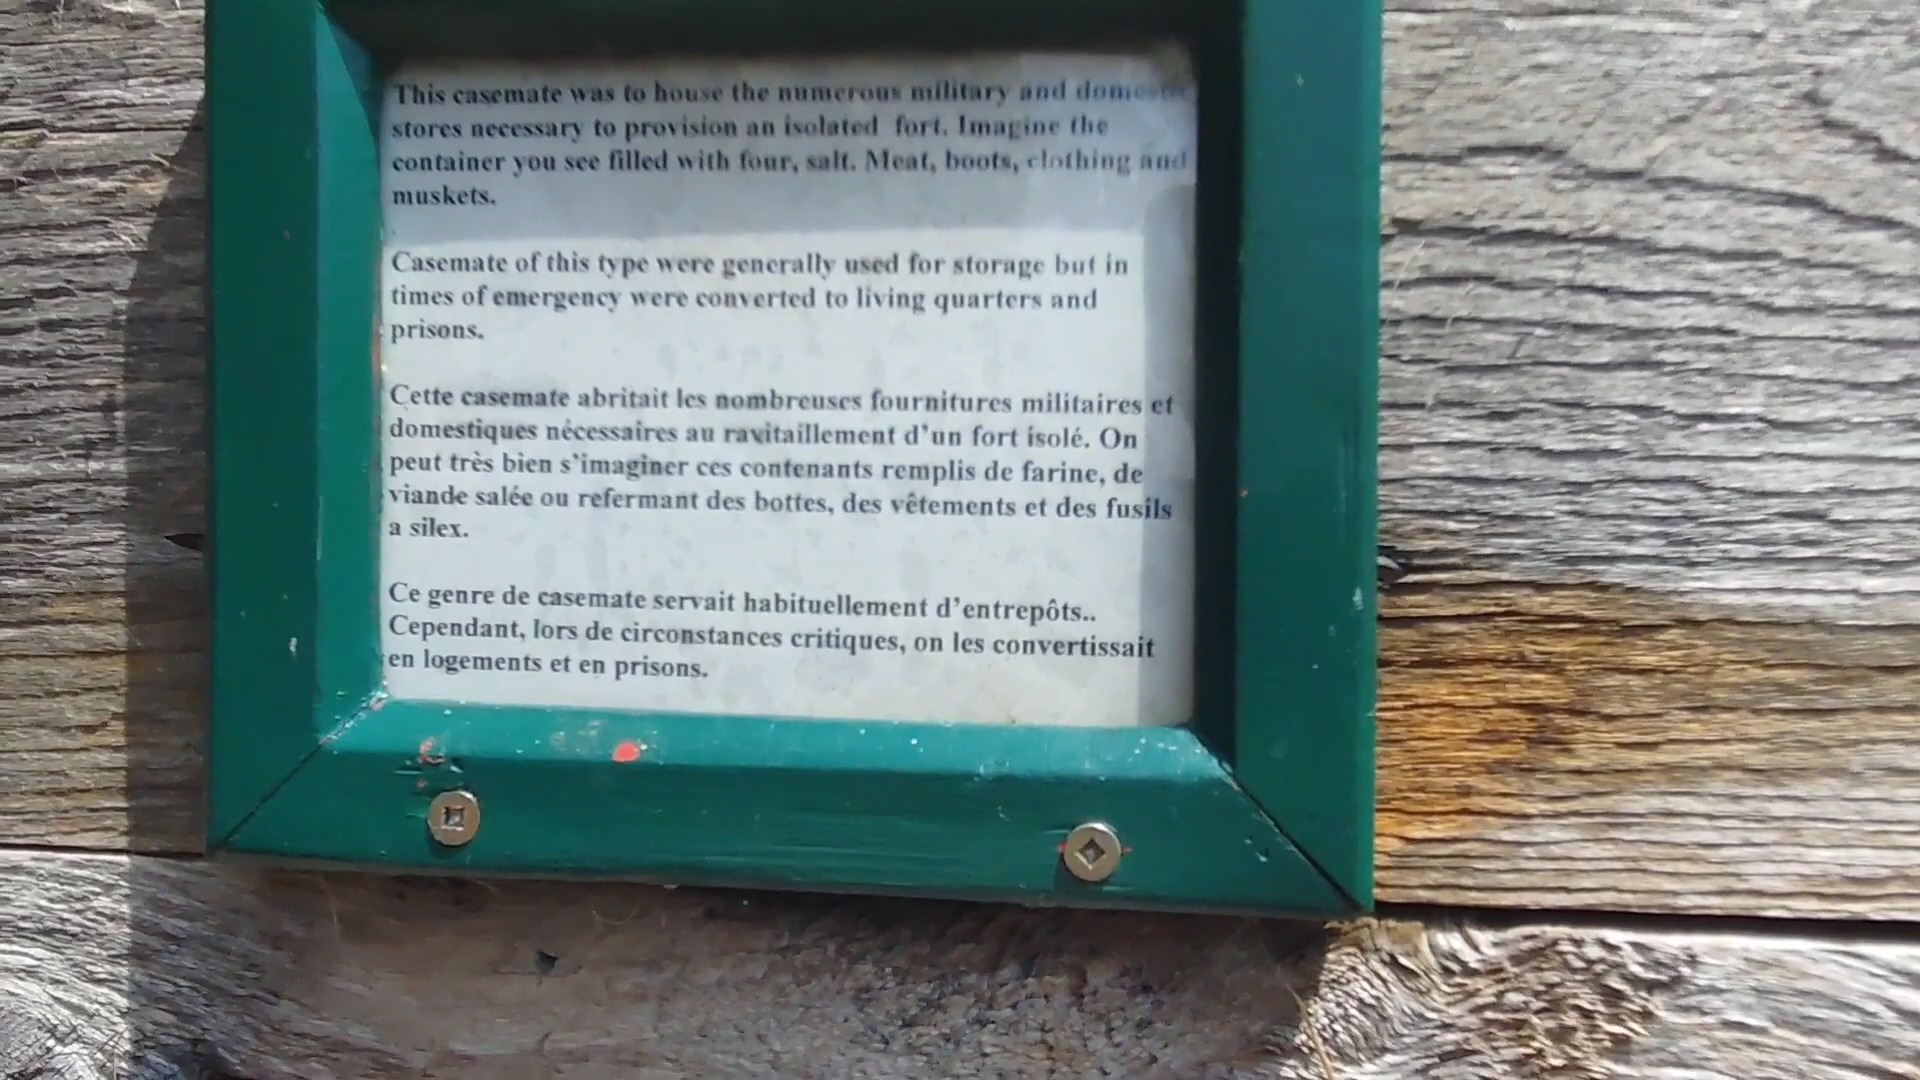 This casemate was to house the numerous military and domestic
stores necessary to provision an isolated fort. Imagine the
container you see filled with four, salt. Meat, boots, clothing and
muskets.
Casemate of this type were generally used for storage but in
times of emergency were converted to living quarters and
prisons.
Cette casemate abritait les nombreuses fournitures militaires et
domestiques nécessaires au ravitaillement d'un fort isolé. On
peut très bien s'imaginer ces contenants remplis de farine, de
viande salée ou refermant des bottes, des vêtements et des fusils
a silex.
Ce genre de casemate servait habituellement d'entrepôts..
Cependant, lors de circonstances critiques, on les convertissait
en logements et en prisons.